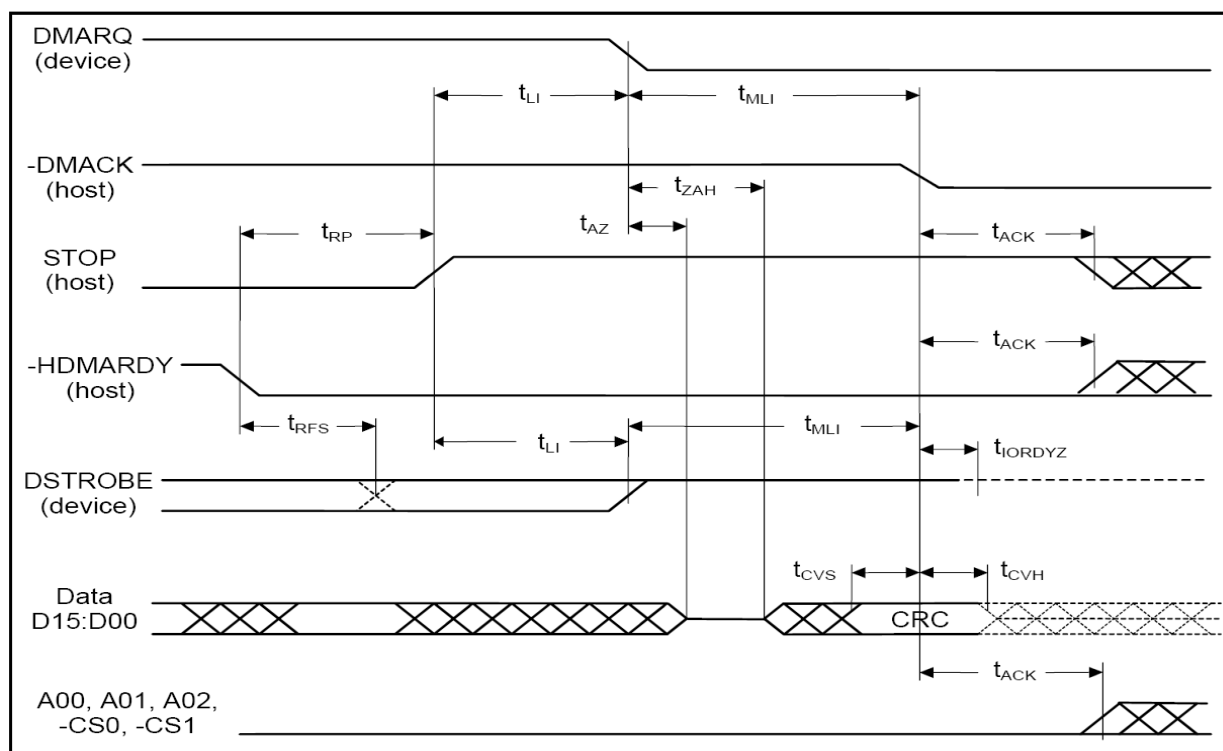 DMARQ
(device)
tLI
tMLI
-DMACK
(host)
tZAH
tAZ
tRP
tACK
STOP
(host)
tACK
-HDMARDY
(host)
tRFS
tLI
tMLI
tIORDYZ
DSTROBE
(device)
tCVS
tCVH
Data
D15:D00
CRC
tACK
A00, A01, A02,
-CS0, -CS1